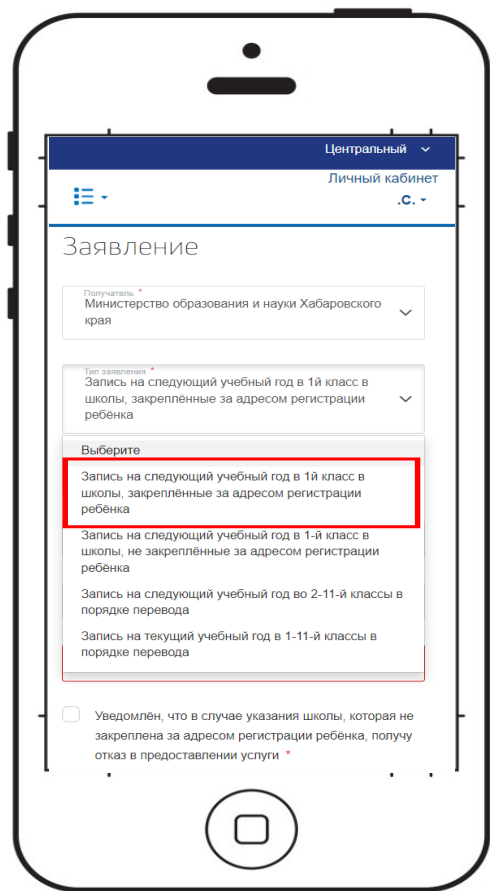 Центральный
Личный кабинет
.С.
Заявление
Получатель *
Министерство образования и науки Хабаровского
края
Тип заявления *
Запись на следующий учебный год в 1й класс в
школы, закреплённые за адресом регистрации
ребёнка
Выберите
Запись на следующий учебный год в 1й класс в
школы, закреплённые за адресом регистрации
ребёнка
Запись на следующий учебный год в 1-й класс в
школы, не закреплённые за адресом регистрации
ребёнка
Запись на следующий учебный год во 2-11-й классы в
порядке перевода
Запись на текущий учебный год в 1-11-й классы в
порядке перевода
Уведомлён, что в случае указания школы, которая не
закреплена за адресом регистрации ребёнка, получу
отказ в предоставлении услуги *